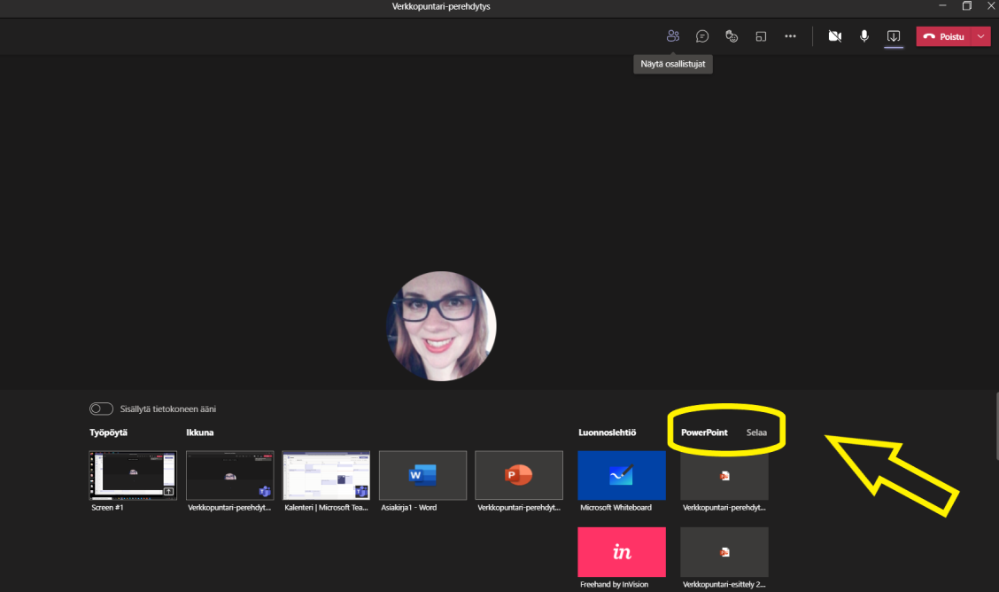 Verkkopuntari-perehdytys
Poistu
Näytä osallistujat
Sisällytä tietokoneen ääni
Työpöytä
Ikkuna
Luonnoslehtiö
PowerPoint Selaa
Screen #1
Verkkopuntari-perehdyt...
Kalenteri | Microsoft Tea...
Asiakirja1 - Word
Verkkopuntari-perehdyt...
Microsoft Whiteboard
Verkkopuntari-perehdyt...
in
Freehand by InVision
Verkkopuntari-esittely 2...